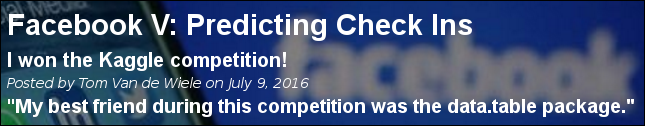 Facebook V: Predicting Check Ins
I won the Kaggle competition!
Posted by Tom Van de Wiele on July 9, 2016
"My best friend during this competition was the data.table package."
facebook